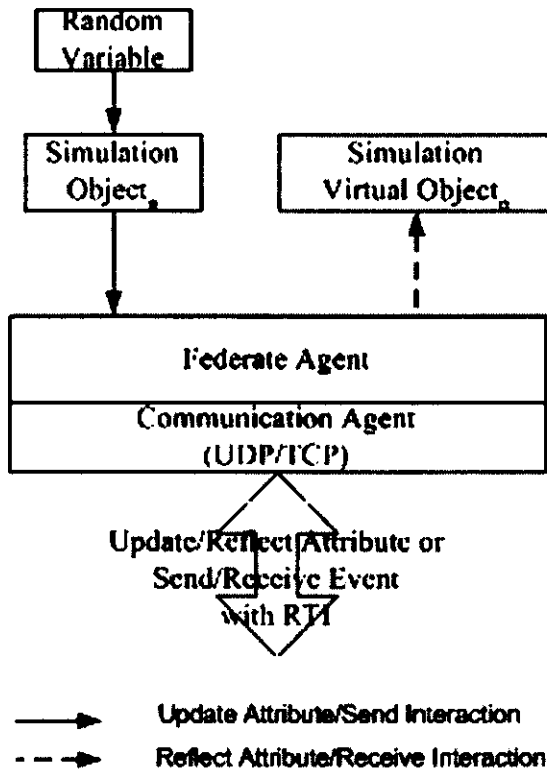 Random
Variable
Simulation
Object
Simulation
Virtual Object
Federate Agent
Communication Agent
(UDP/TCP)
Update/Reflect Attribute or
Send/Receive Event
with RTI
Update Attribute/Send Interaction
Reflect Attribute/Receive Interaction